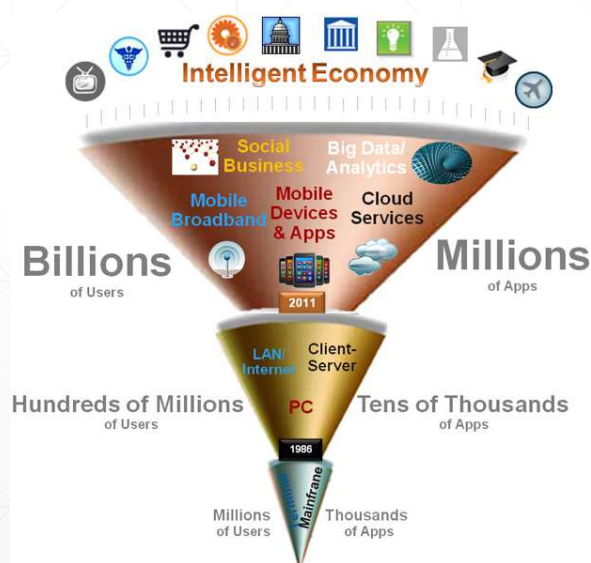 Intelligent Economy
Social
Business
Big Data/
Analytics
Mobile
Broadband
Mobile
Devices
& Apps
Cloud
Services
Billions
of Users
Millions
of Apps
2011
LAN/
Internet
Client-
Server
Hundreds of Millions
of Users
PC
Tens of Thousands
of Apps
1986
Mainfrane
Millions
of Users
Thousands
of Apps